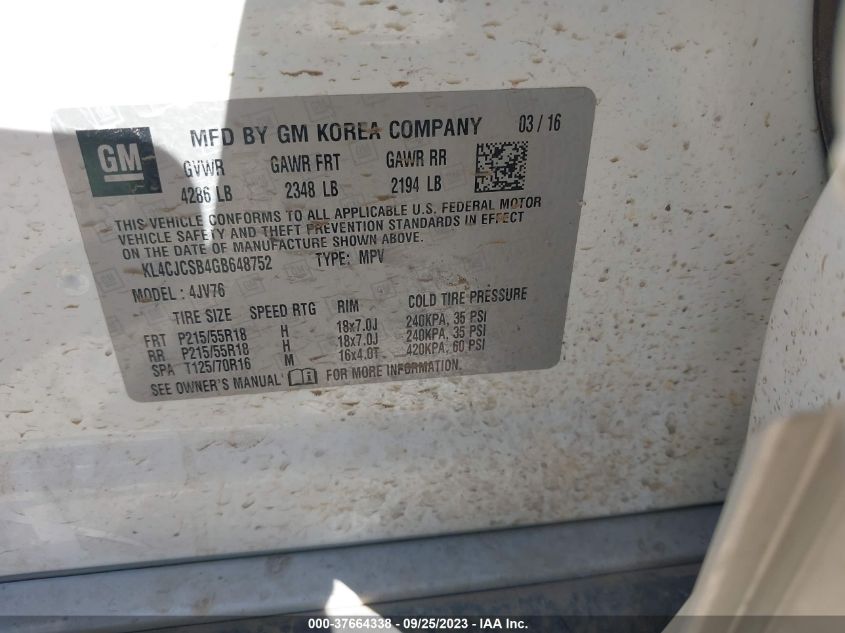 GM
MFD BY GM KOREA COMPANY 03 / 16
GVWR GAWR FRT GAWR RR
4286 LB 2348 LB 2194 LB
THIS VEHICLE CONFORMS TO ALL APPLICABLE U.S. FEDERAL MOTOR
VEHICLE SAFETY AND THEFT PREVENTION STANDARDS IN EFFECT
ON THE DATE OF MANUFACTURE SHOWN ABOVE.
KL4CJCSB4GB648752 TYPE: MPV
MODEL : 4JV76
TIRE SIZE SPEED RTG RIM COLD TIRE PRESSURE
FRT P215/55R18 H 18x7.0J 240KPA, 35 PSI
RR P215/55R18 H 18x7.0J 240KPA, 35 PSI
SPA T125/70R16 M 16x4.0T 420KPA, 60 PSI
SEE OWNER'S MANUAL FOR MORE INFORMATION.
000-37664338 - 09/25/2023 - IAA Inc.